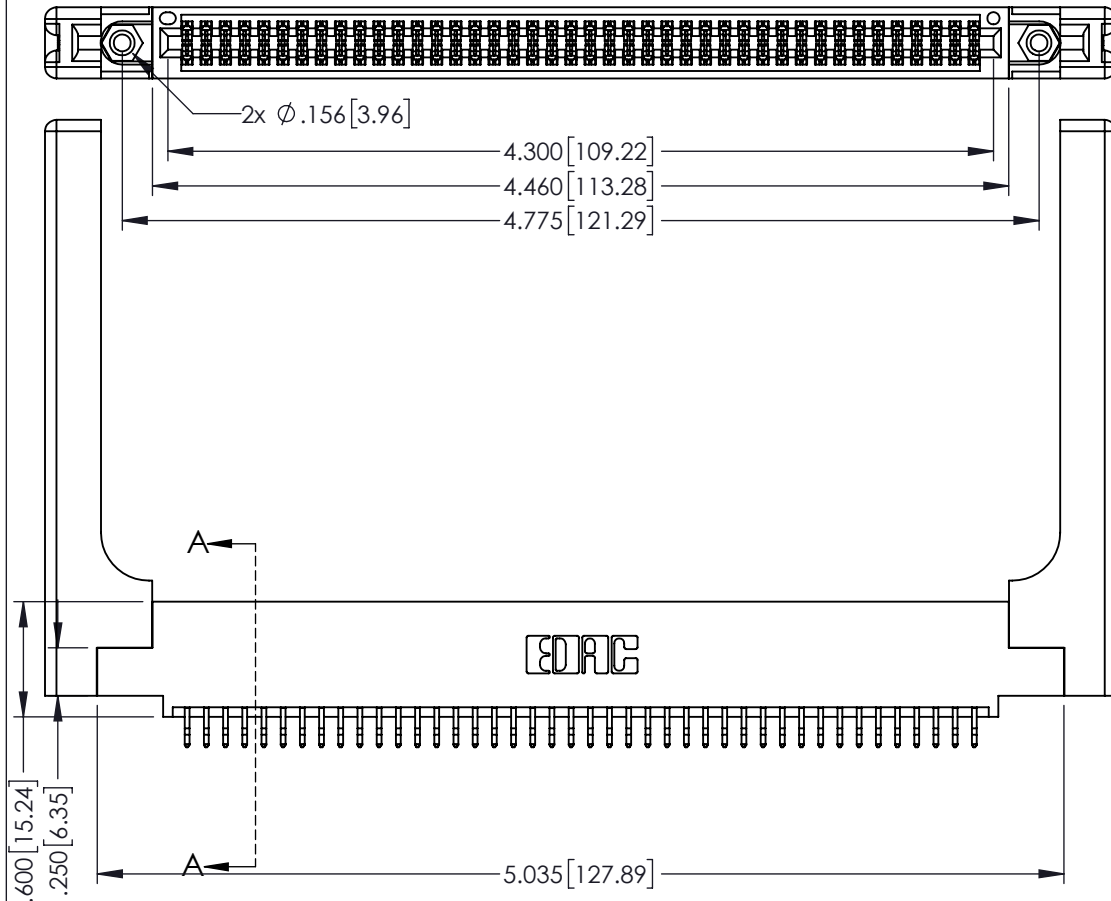 2x Ø.156[3.96]
4.300[109.22]
4.460[113.28]
4.775[121.29]
A
EDAC
.600[15.24]
.250[6.35]
A
5.035[127.89]